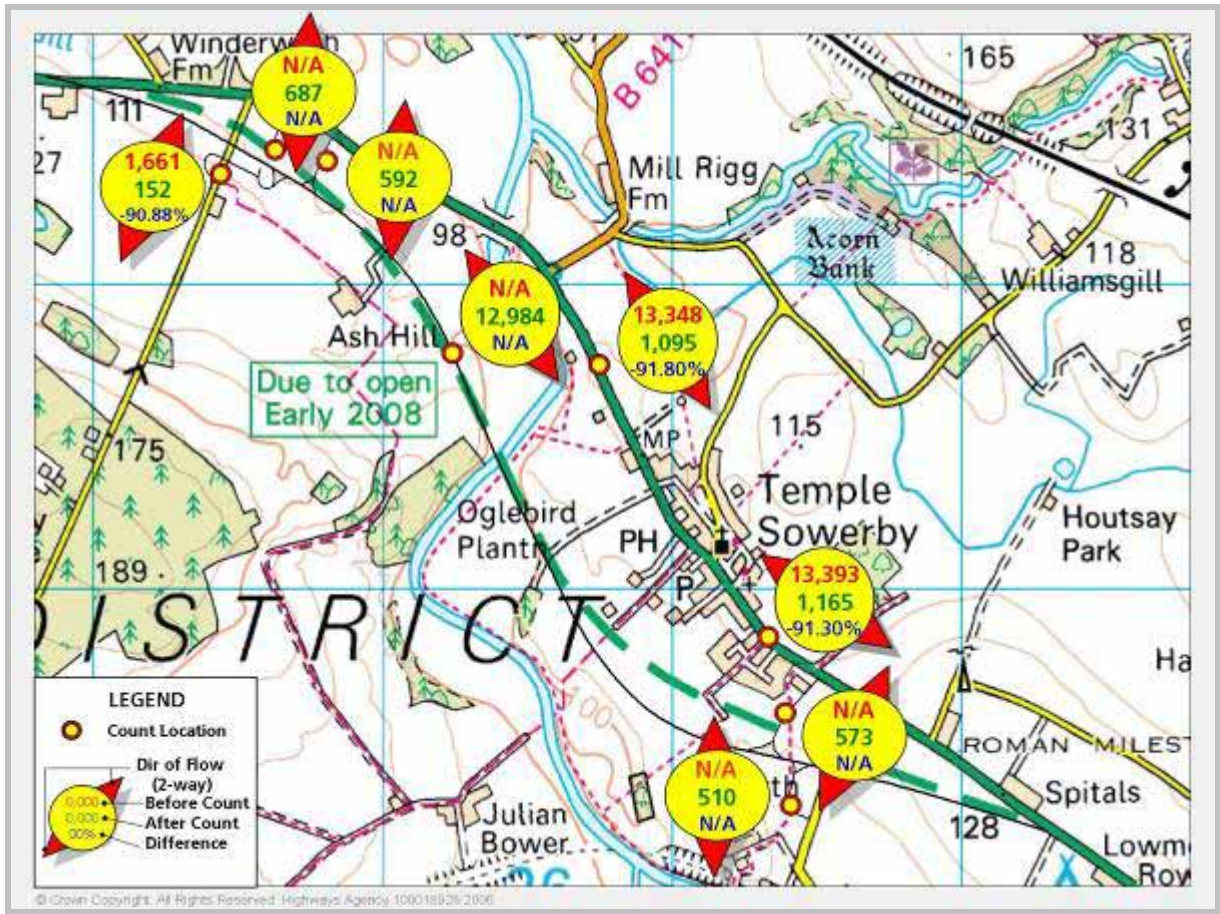 Winderw
Fm
N/A
687
N/A
B 641
165
111
131
27
1,661
152
-90.88%
N/A
592
N/A
Mill Rigg
Fm
98
Acorn
Bank
118
Williamsgill
N/A
12,984
N/A
13,348
1,095
-91.80%
Ash Hill
Due to open
Early 2008
115
MP
175
Temple
Sowerby
Oglebird
Plantn
PH
Houtsay
Park
189
13,393
1,165
-91.30%
P
DISTRICT
Ha
LEGEND
Count Location
Dir of Flow
(2-way)
0,000
Before Count
0,000
After Count
00%
Difference
100
N/A
573
N/A
ROMAN MILEST
N/A
510
N/A
th
Spitals
Julian
Bower
128
Lowm
Row
26
© Crown Copyright. All Rights Reserved. Highways Agency 100018928 2006